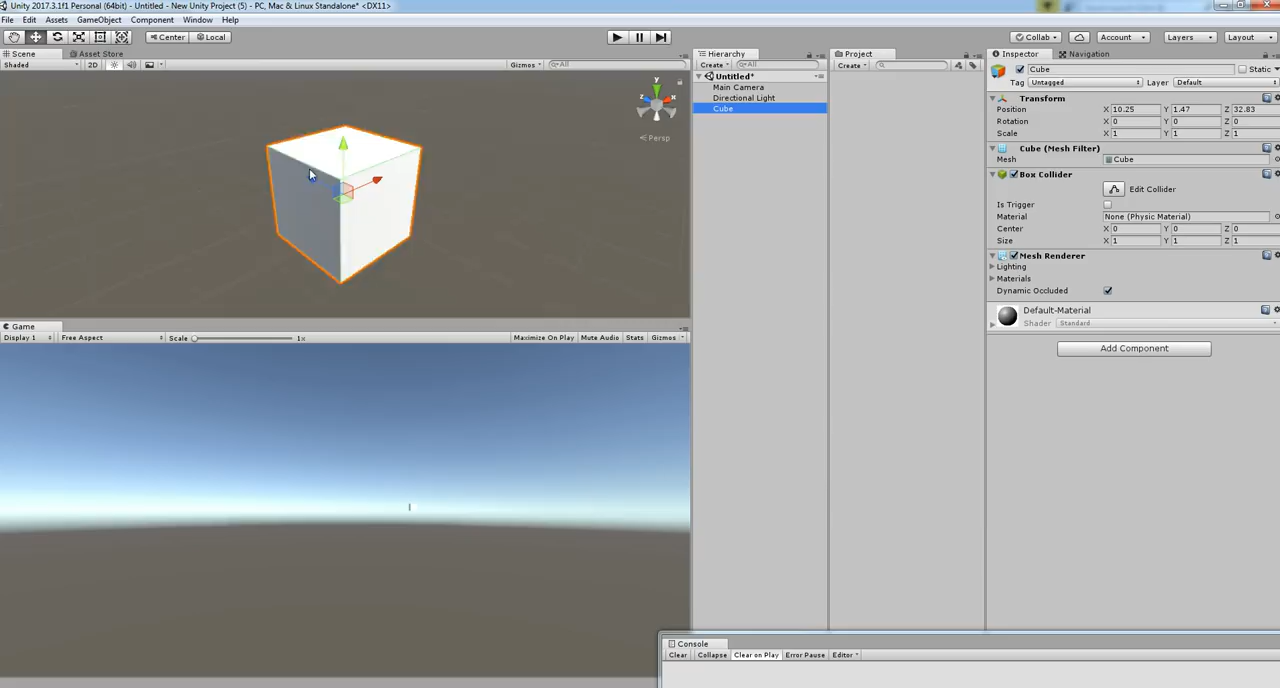 Unity 2017.3.1f1 Personal (64bit) - Untitled - New Unity Project (5) - PC, Mac & Linux Standalone* <DX11>
File Edit Assets GameObject Component Window Help
Center Local Collab Account Layers Layout
Scene Asset Store
Shaded 2D Gizmos All
y
z x
Persp
Game
Display 1 Free Aspect Scale 1x Maximize On Play Mute Audio Stats Gizmos
Hierarchy
Create All
Untitled*
Main Camera
Directional Light
Cube
Project
Create
Inspector Navigation
Cube Static
Tag Untagged Layer Default
Transform
Position X 10.25 Y 1.47 Z 32.83
Rotation X 0 Y 0 Z 0
Scale X 1 Y 1 Z 1
Cube (Mesh Filter)
Mesh Cube
Box Collider
Edit Collider
Is Trigger
Material None (Physic Material)
Center X 0 Y 0 Z 0
Size X 1 Y 1 Z 1
Mesh Renderer
Lighting
Materials
Dynamic Occluded
Default-Material
Shader Standard
Add Component
Console
Clear Collapse Clear on Play Error Pause Editor